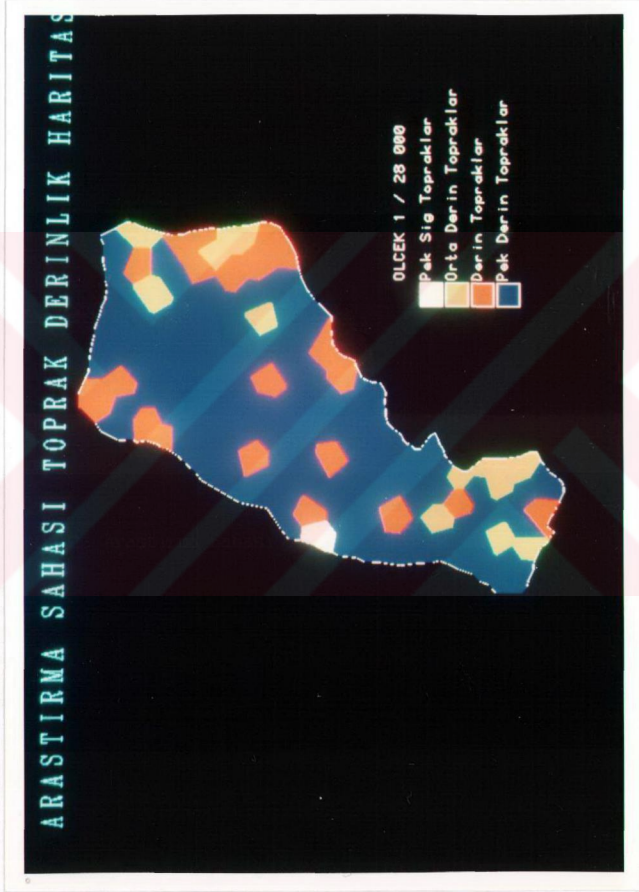 ARASTIRMA SAHASI TOPRAK DERINLIK HARITAS
OLCEK 1 / 28 000
Pek Sig Topraklar
Orta Derin Topraklar
Derin Topraklar
Pek Derin Topraklar